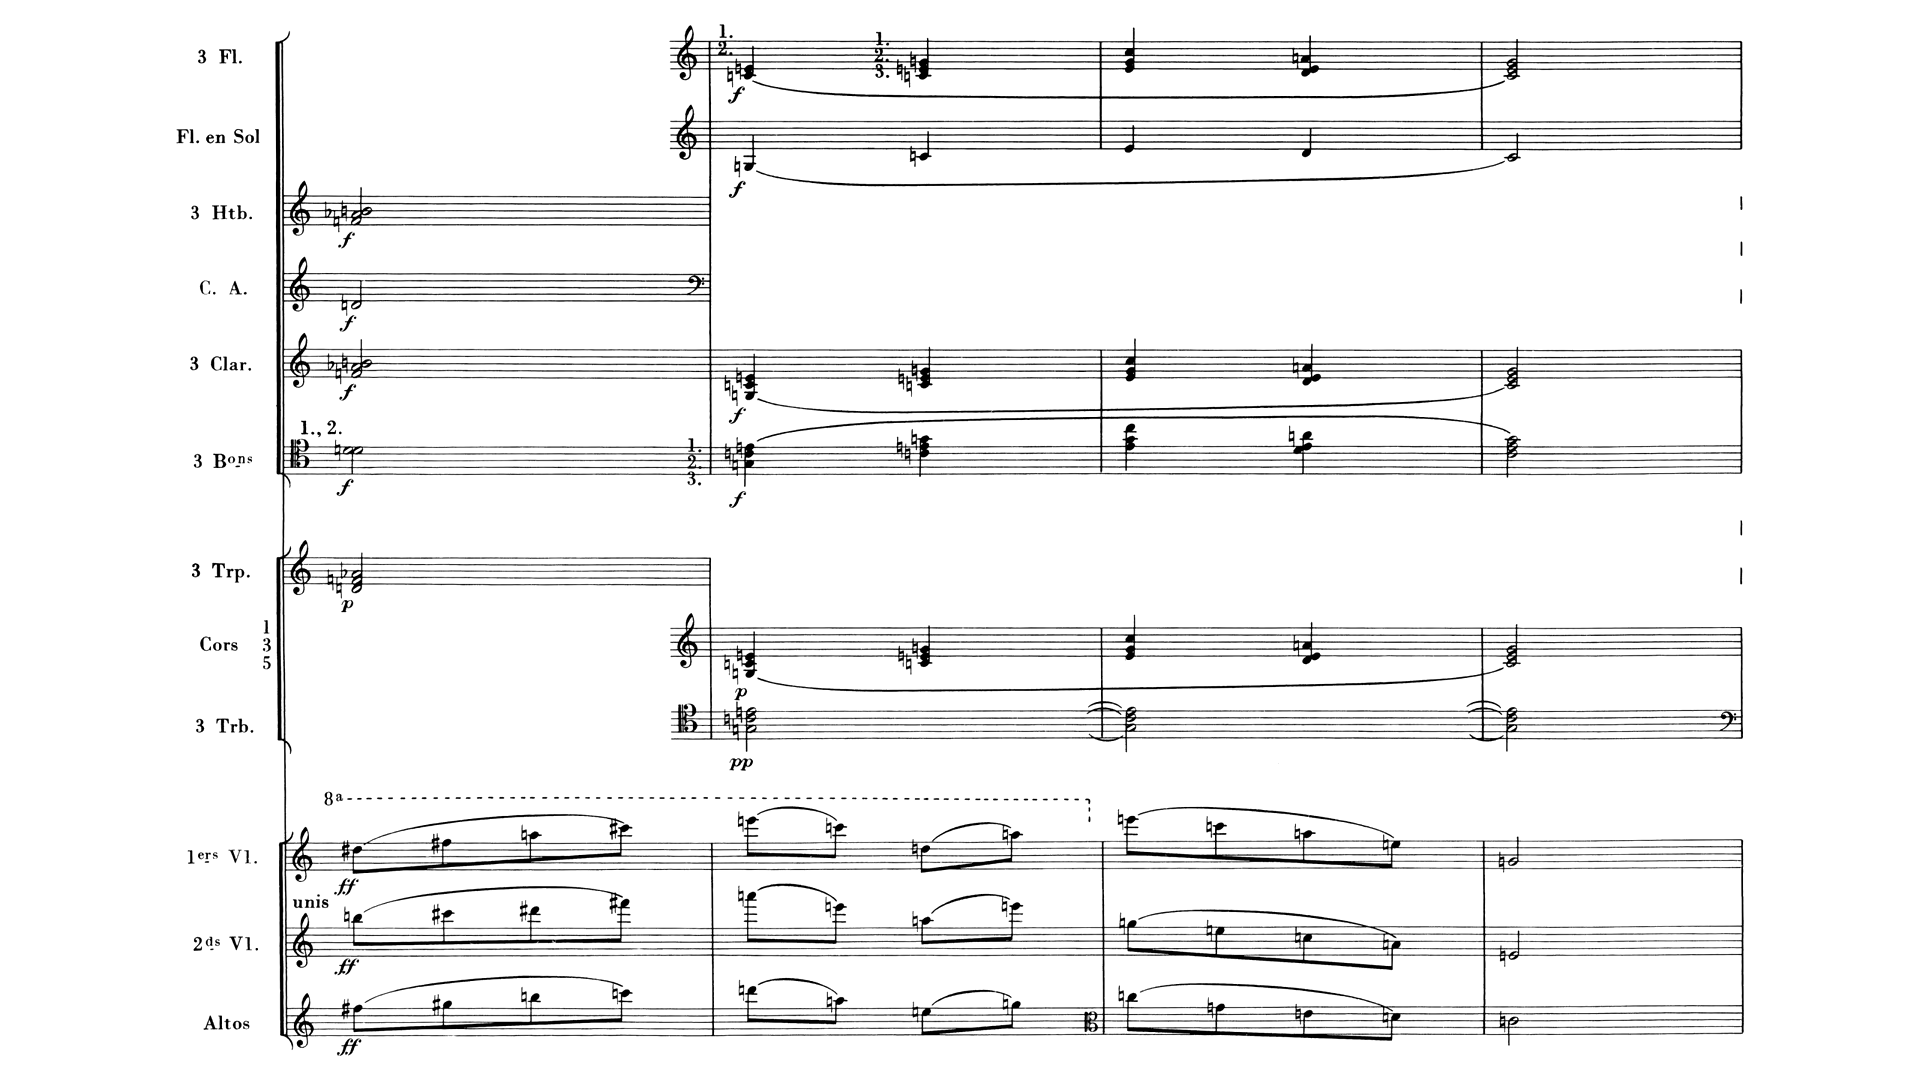 3 Fl.
1.
2.
1.
2.
3.
f
Fl. en Sol
f
3 Htb.
f
C. A.
f
3 Clar.
f
f
1., 2.
3 Bons
f
1.
2.
3.
f
3 Trp.
p
Cors
1
3
5
p
3 Trb.
pp
8a
1ers Vl.
ff
unis
2ds Vl.
ff
Altos
ff